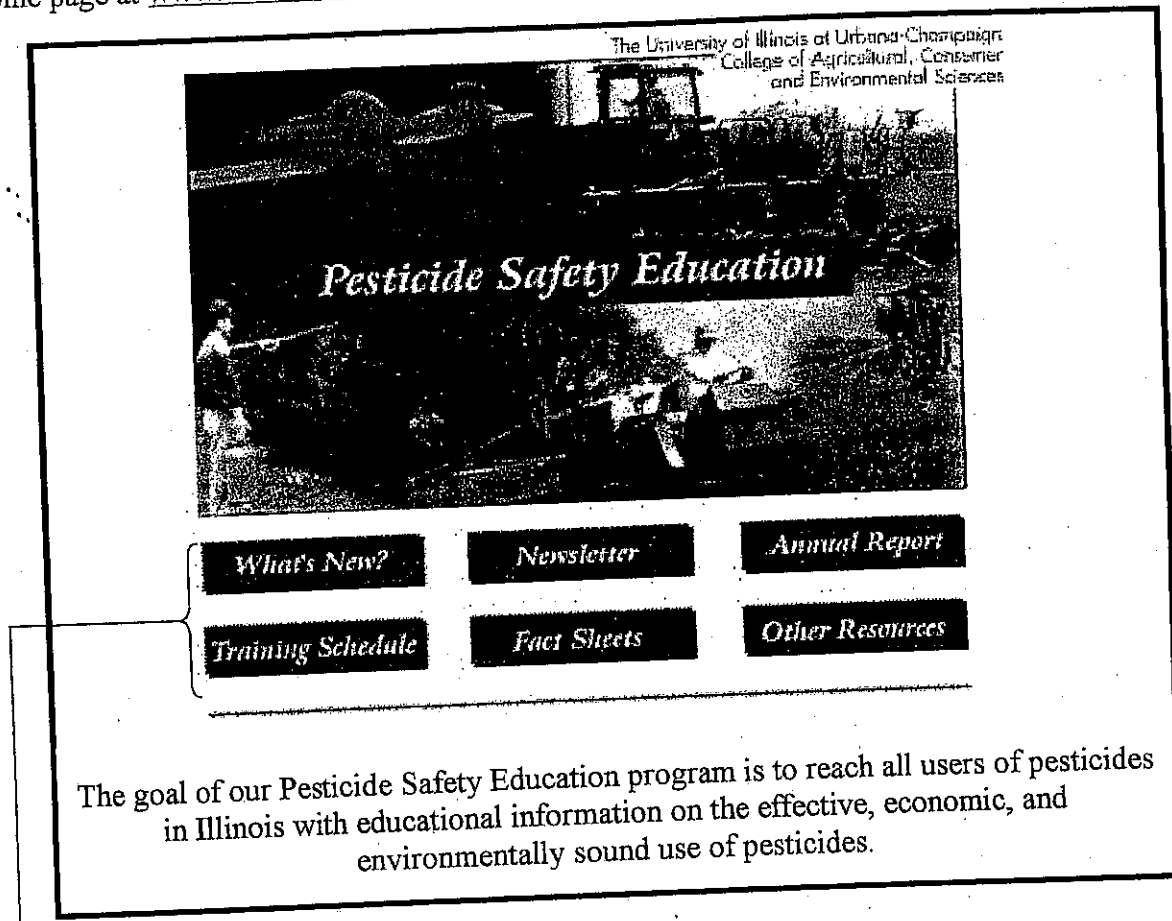 page at
The University of Illinois at Urbana-Champaign
College of Agricultural, Consumer
and Environmental Sciences
Pesticide Safety Education
What's New?
Newsletter
Annual Report
Training Schedule
Fact Sheets
Other Resources
The goal of our Pesticide Safety Education program is to reach all users of pesticides
in Illinois with educational information on the effective, economic, and
environmentally sound use of pesticides.